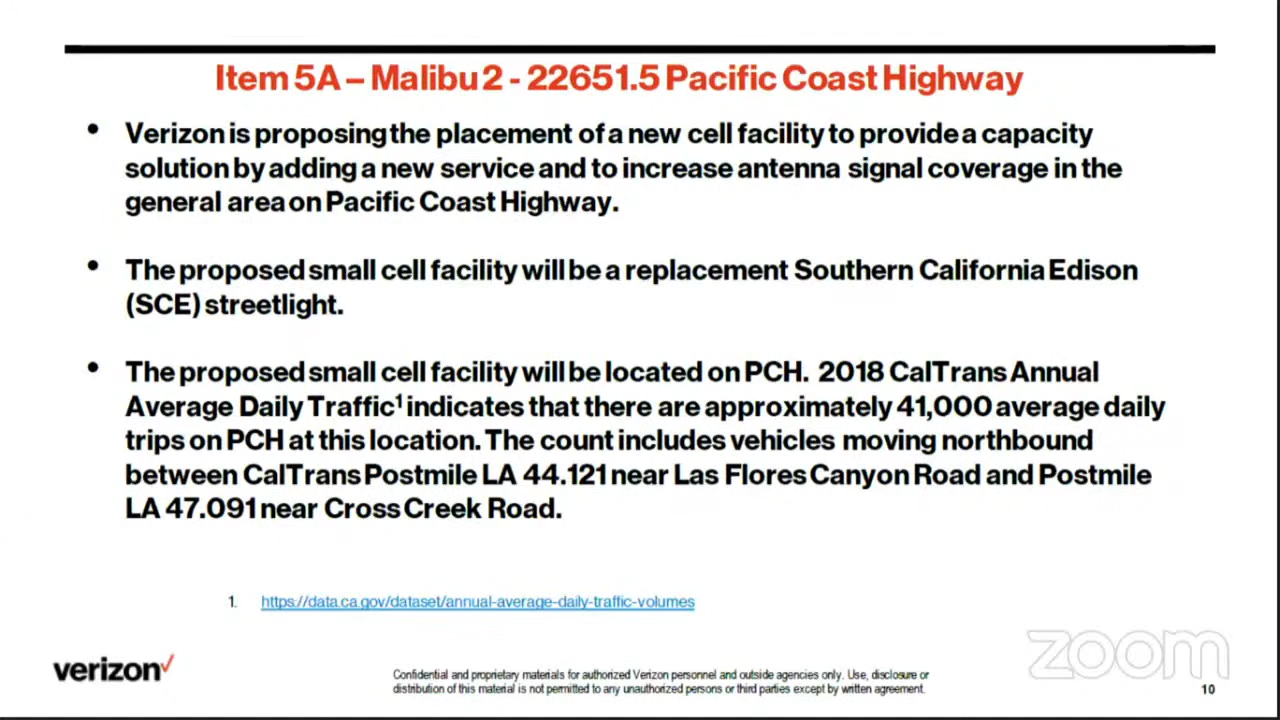 Item 5A – Malibu 2 - 22651.5 Pacific Coast Highway
• Verizon is proposing the placement of a new cell facility to provide a capacity
solution by adding a new service and to increase antenna signal coverage in the
general area on Pacific Coast Highway.
• The proposed small cell facility will be a replacement Southern California Edison
(SCE) streetlight.
• The proposed small cell facility will be located on PCH. 2018 CalTrans Annual
Average Daily Traffic¹ indicates that there are approximately 41,000 average daily
trips on PCH at this location. The count includes vehicles moving northbound
between CalTrans Postmile LA 44.121 near Las Flores Canyon Road and Postmile
LA 47.091 near Cross Creek Road.
1. https://data.ca.gov/dataset/annual-average-daily-traffic-volumes
verizon✓
Confidential and proprietary materials for authorized Verizon personnel and outside agencies only. Use, disclosure or
distribution of this material is not permitted to any unauthorized persons or third parties except by written agreement.
zoom
10